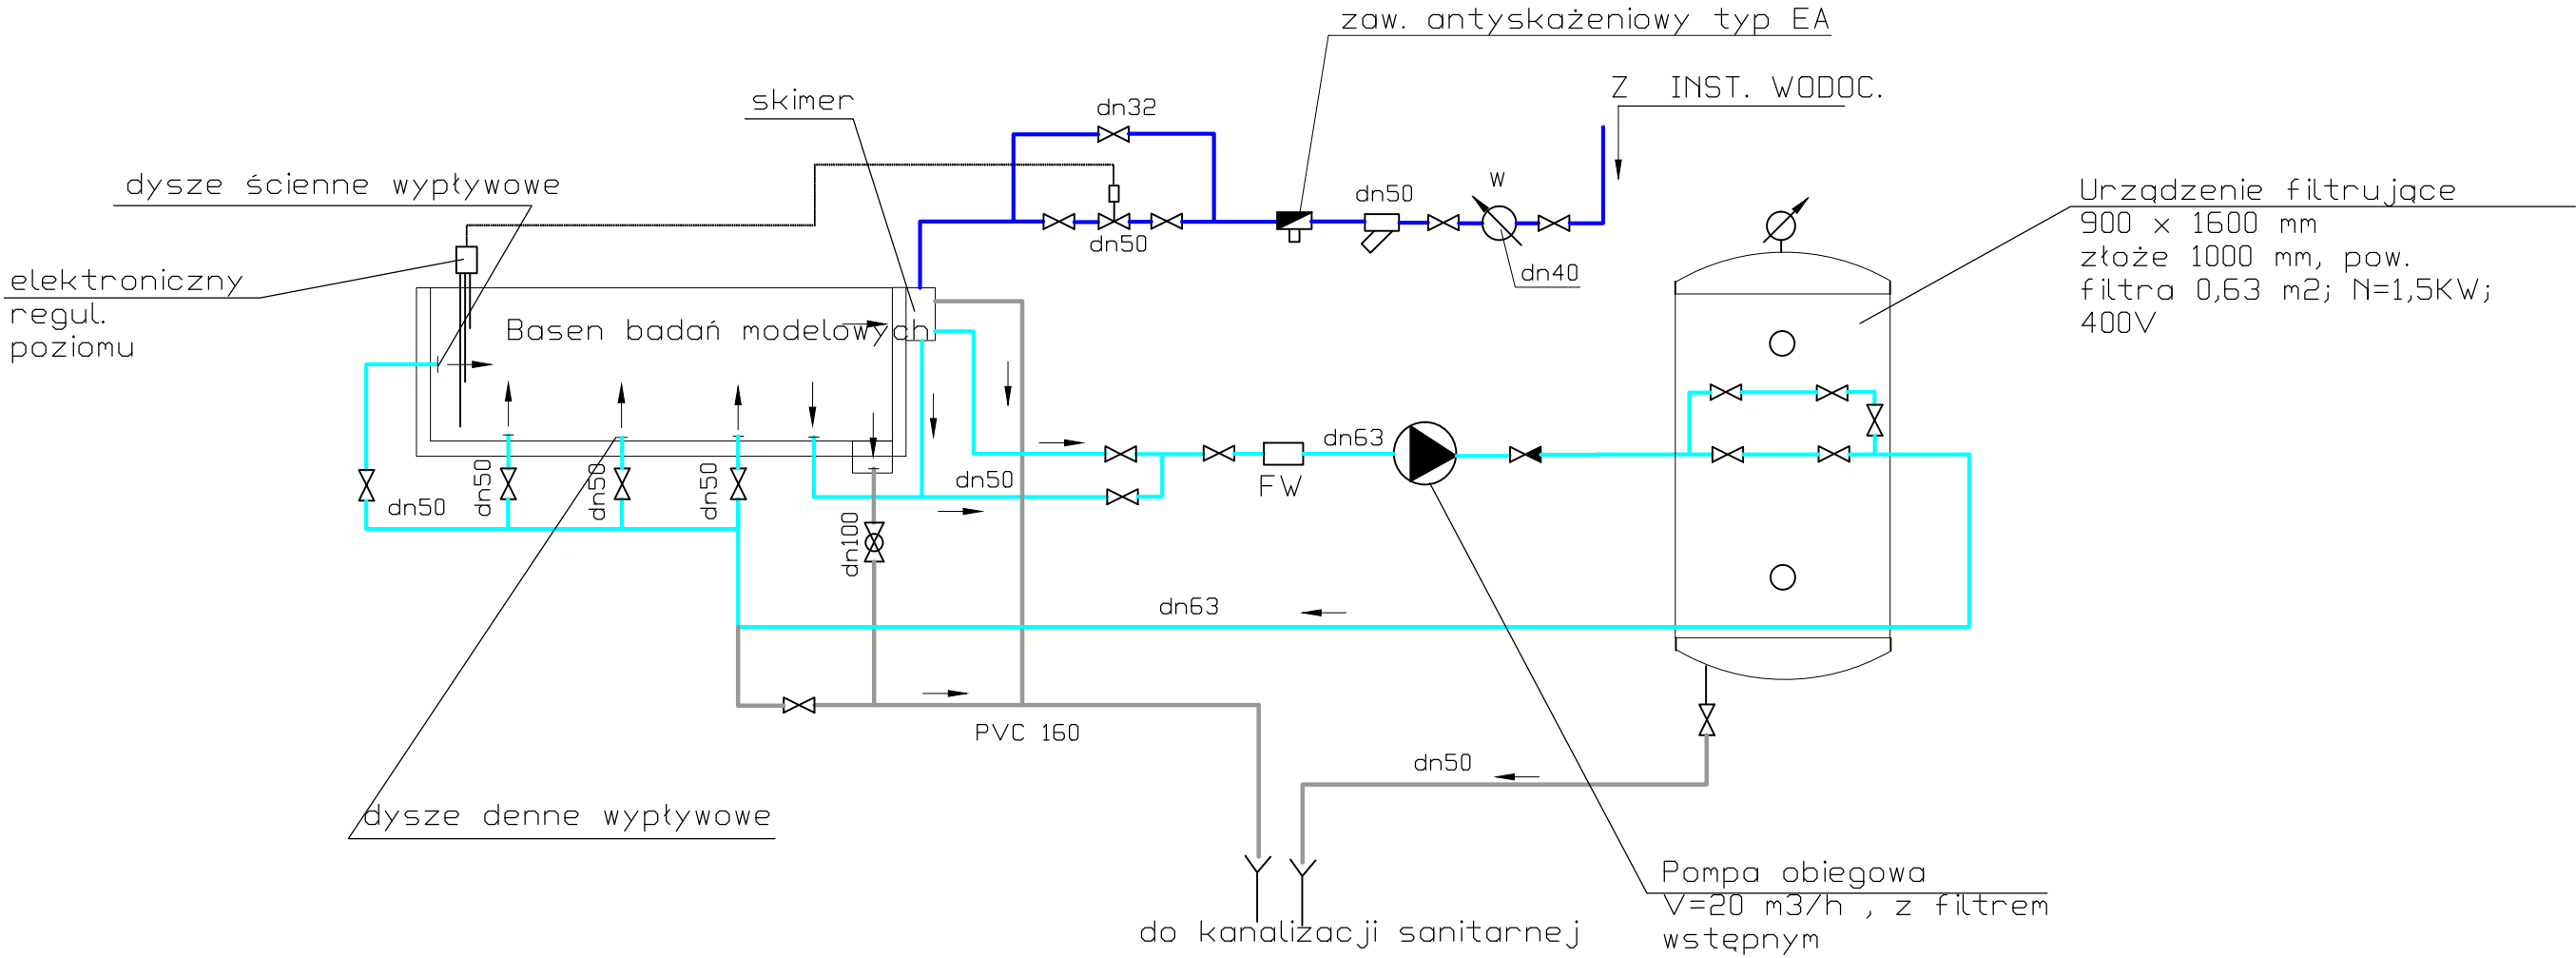 zaw. antyskażeniowy typ EA
Z INST. WODOC.
skimer
dn32
dysze ścienne wypływowe
dn50
W
Urządzenie filtrujące
900 x 1600 mm
złoże 1000 mm, pow.
filtra 0,63 m2; N=1,5KW;
400V
dn50
dn40
elektroniczny
regul.
poziomu
Basen badań modelowych
dn63
FW
dn50
dn50
dn50
dn50
dn50
dn100
dn63
PVC 160
dn50
dysze denne wypływowe
Pompa obiegowa
V=20 m3/h , z filtrem
wstępnym
do kanalizacji sanitarnej